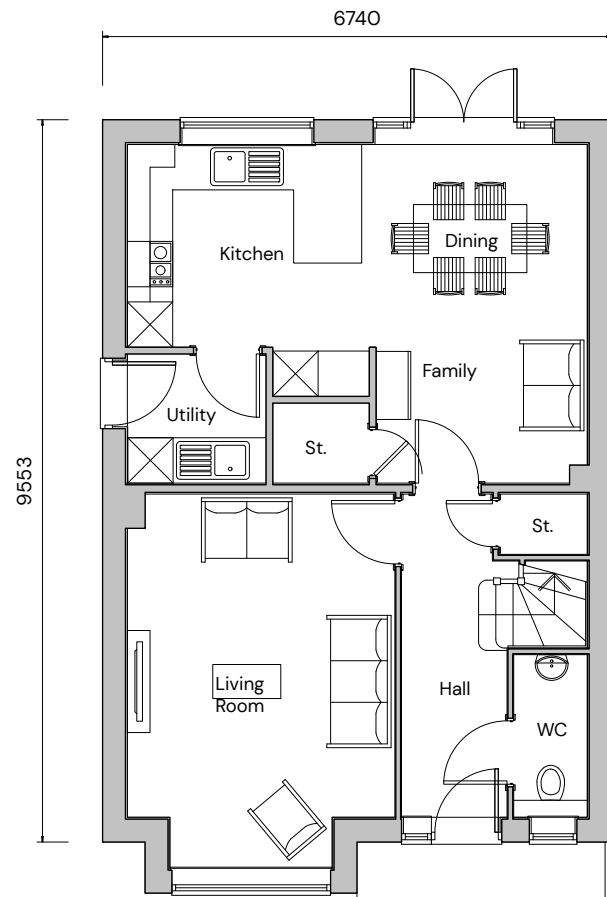 6740
9553
Kitchen
Dining
Family
Utility
St.
St.
Living
Room
Hall
WC